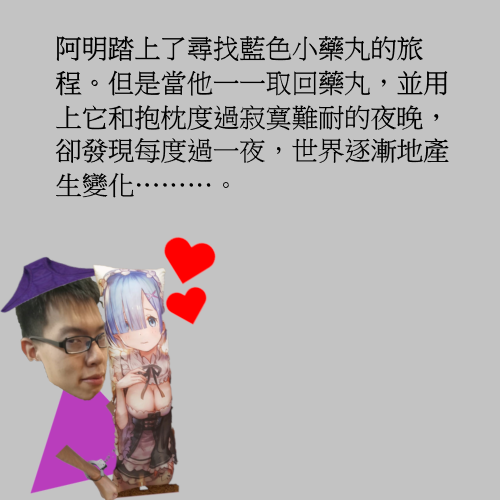 阿明踏上了尋找藍色小藥丸的旅
程。但是當他一一取回藥丸，並用
上它和抱枕度過寂寞難耐的夜晚，
卻發現每度過一夜，世界逐漸地產
生變化………。